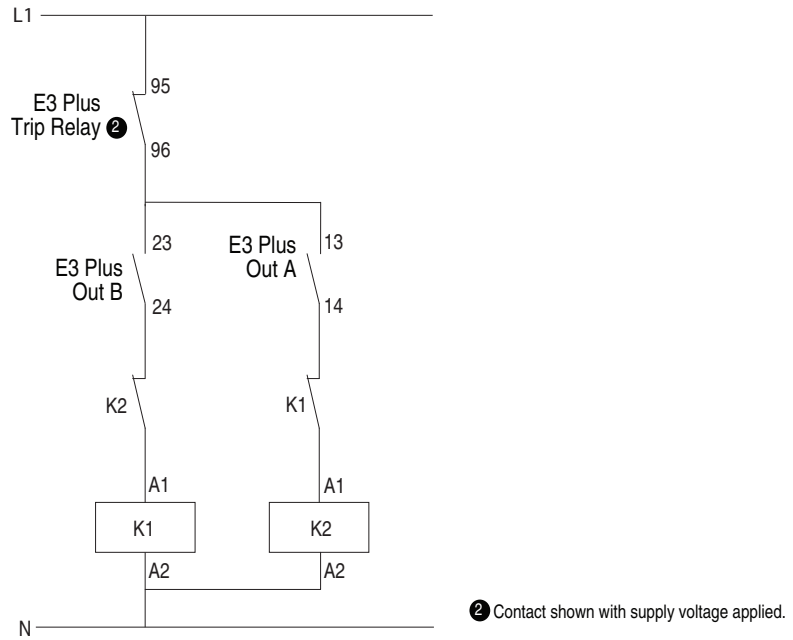 L1
95
E3 Plus
Trip Relay ❷
96
23
E3 Plus
Out B
24
13
E3 Plus
Out A
14
K2
K1
A1
K1
A2
A1
K2
A2
N
❷ Contact shown with supply voltage applied.